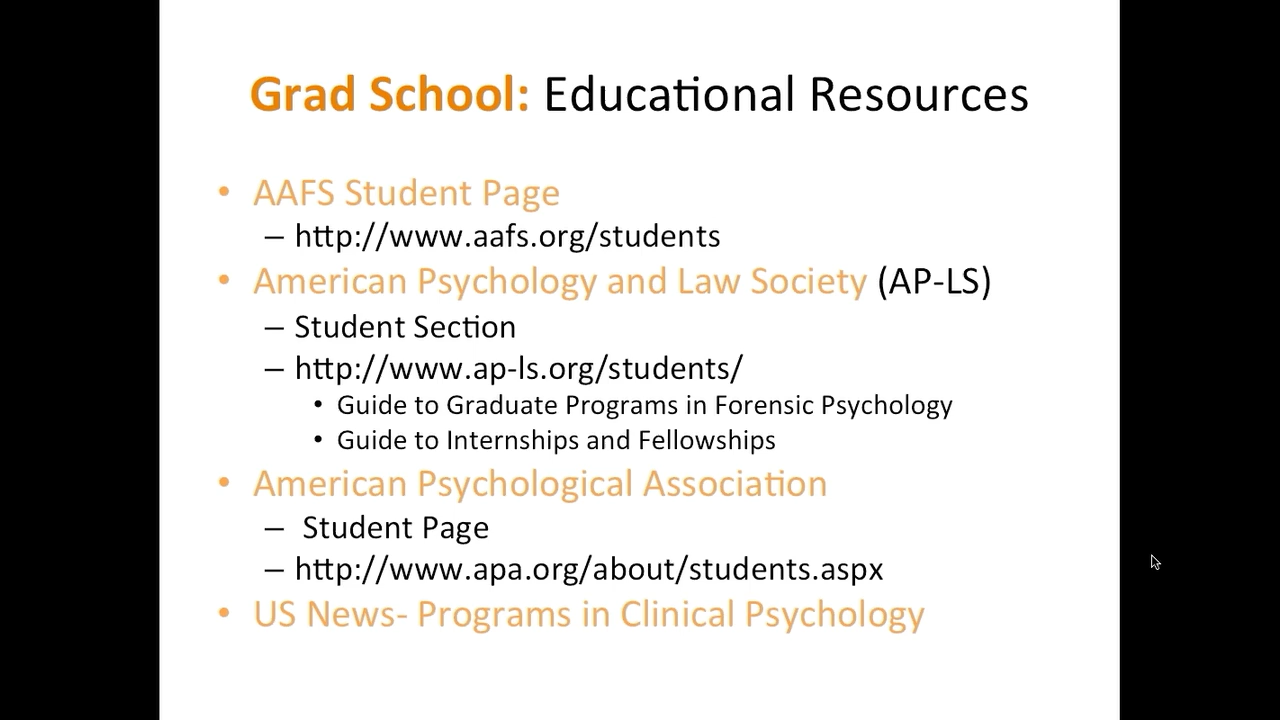 Grad School: Educational Resources
• AAFS Student Page
– http://www.aafs.org/students
• American Psychology and Law Society (AP-LS)
– Student Section
– http://www.ap-ls.org/students/
• Guide to Graduate Programs in Forensic Psychology
• Guide to Internships and Fellowships
• American Psychological Association
– Student Page
– http://www.apa.org/about/students.aspx
• US News- Programs in Clinical Psychology